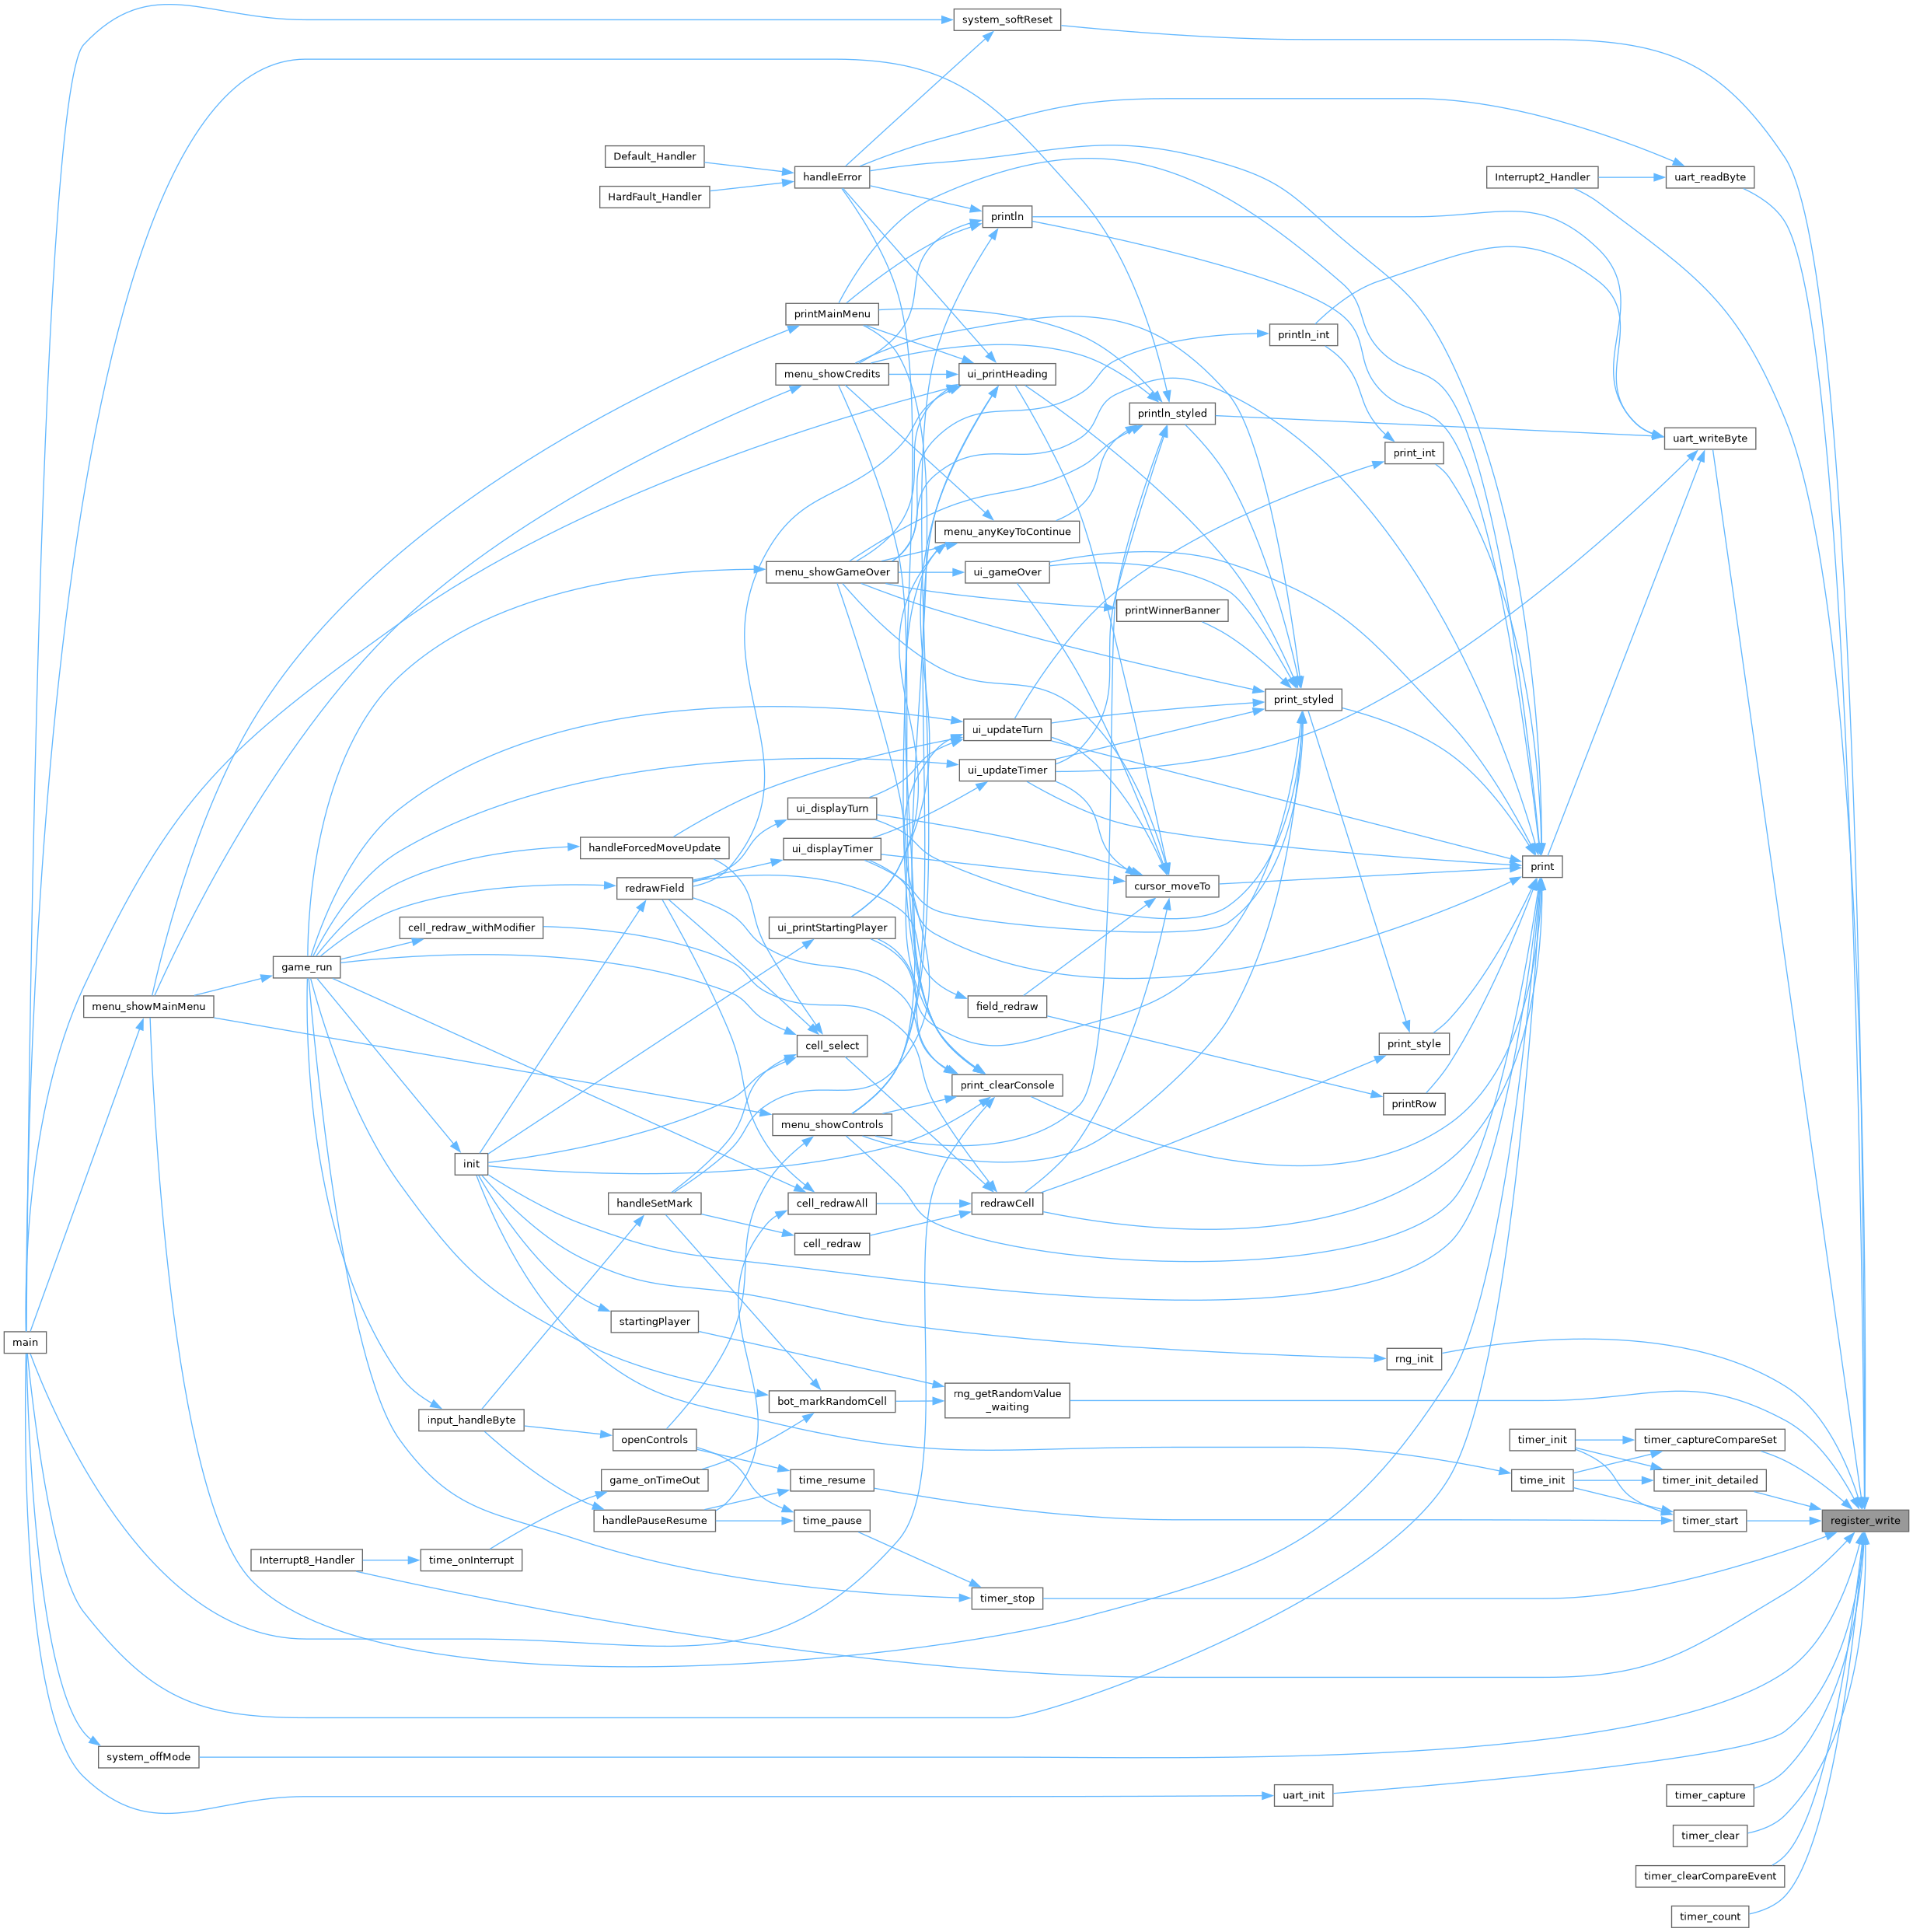 system_softReset
Default_Handler
handleError
HardFault_Handler
Interrupt2_Handler
uart_readByte
println
printMainMenu
println_int
menu_showCredits
ui_printHeading
println_styled
uart_writeByte
print_int
menu_anyKeyToContinue
menu_showGameOver
ui_gameOver
printWinnerBanner
print_styled
ui_updateTurn
ui_updateTimer
ui_displayTurn
handleForcedMoveUpdate
ui_displayTimer
print
redrawField
cursor_moveTo
cell_redraw_withModifier
ui_printStartingPlayer
game_run
menu_showMainMenu
field_redraw
cell_select
print_style
print_clearConsole
printRow
menu_showControls
init
handleSetMark
cell_redrawAll
redrawCell
cell_redraw
startingPlayer
main
rng_init
bot_markRandomCell
rng_getRandomValue
_waiting
input_handleByte
openControls
timer_init
timer_captureCompareSet
game_onTimeOut
time_resume
time_init
timer_init_detailed
handlePauseResume
time_pause
timer_start
register_write
Interrupt8_Handler
time_onInterrupt
timer_stop
system_offMode
uart_init
timer_capture
timer_clear
timer_clearCompareEvent
timer_count